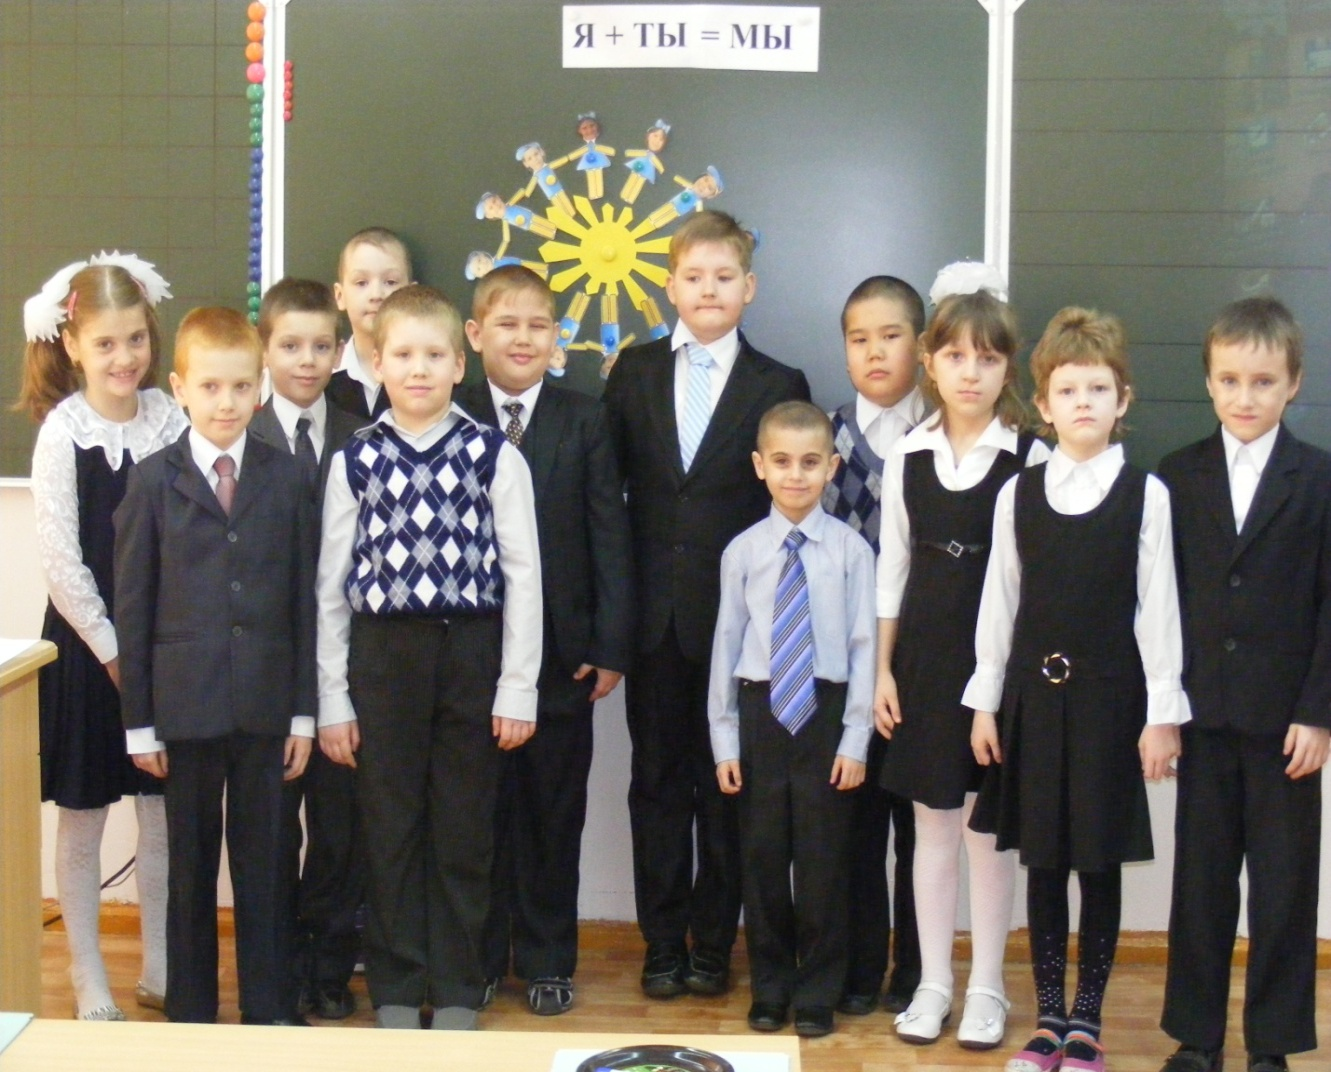 Я + ТЫ = МЫ